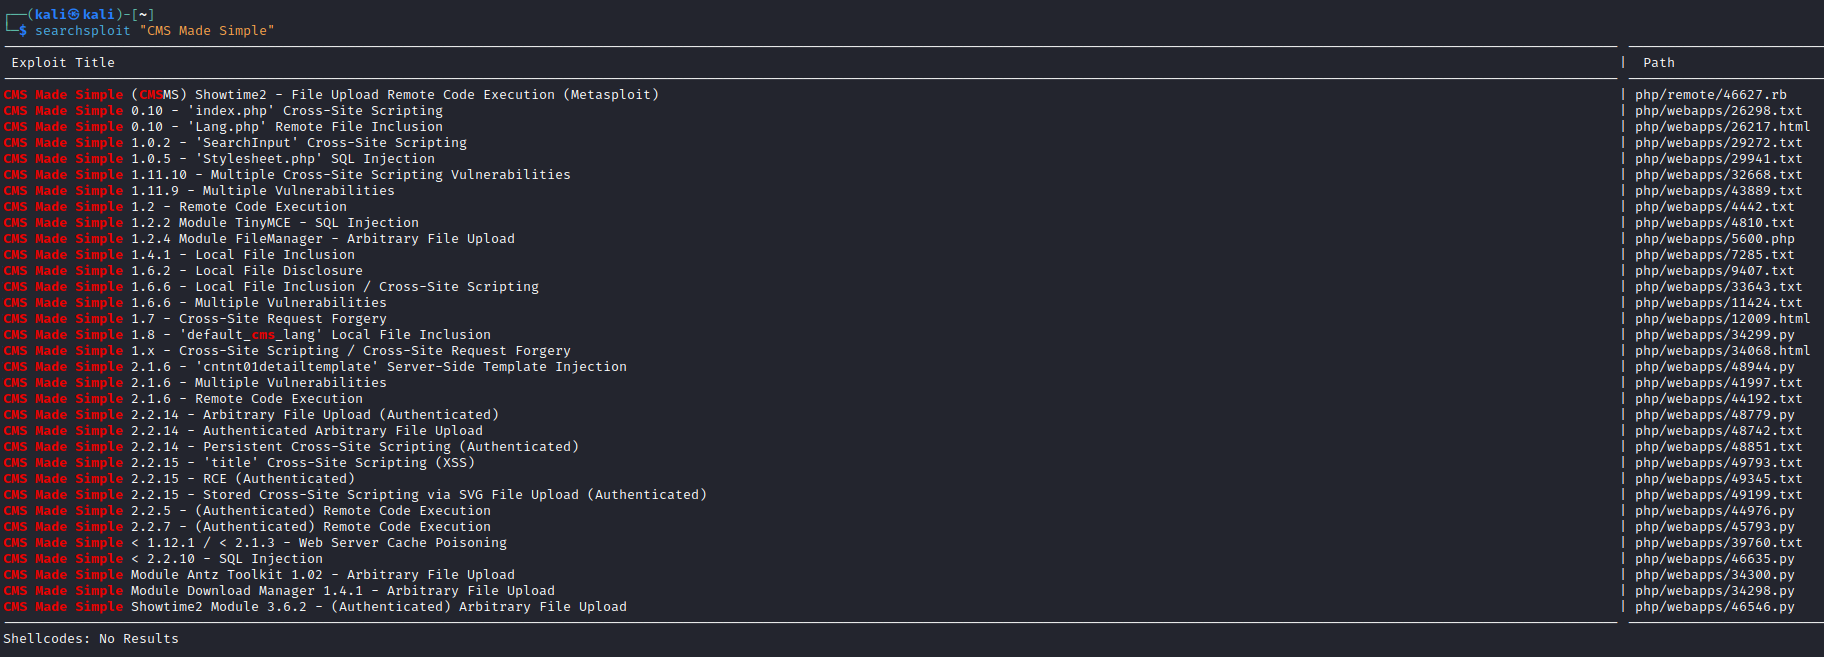 ┌──(kali㉿kali)-[~]
└─$ searchsploit "CMS Made Simple"
Exploit Title | Path
CMS Made Simple (CMSMS) Showtime2 - File Upload Remote Code Execution (Metasploit) | php/remote/46627.rb
CMS Made Simple 0.10 - 'index.php' Cross-Site Scripting | php/webapps/26298.txt
CMS Made Simple 0.10 - 'Lang.php' Remote File Inclusion | php/webapps/26217.html
CMS Made Simple 1.0.2 - 'SearchInput' Cross-Site Scripting | php/webapps/29272.txt
CMS Made Simple 1.0.5 - 'Stylesheet.php' SQL Injection | php/webapps/29941.txt
CMS Made Simple 1.11.10 - Multiple Cross-Site Scripting Vulnerabilities | php/webapps/32668.txt
CMS Made Simple 1.11.9 - Multiple Vulnerabilities | php/webapps/43889.txt
CMS Made Simple 1.2 - Remote Code Execution | php/webapps/4442.txt
CMS Made Simple 1.2.2 Module TinyMCE - SQL Injection | php/webapps/4810.txt
CMS Made Simple 1.2.4 Module FileManager - Arbitrary File Upload | php/webapps/5600.php
CMS Made Simple 1.4.1 - Local File Inclusion | php/webapps/7285.txt
CMS Made Simple 1.6.2 - Local File Disclosure | php/webapps/9407.txt
CMS Made Simple 1.6.6 - Local File Inclusion / Cross-Site Scripting | php/webapps/33643.txt
CMS Made Simple 1.6.6 - Multiple Vulnerabilities | php/webapps/11424.txt
CMS Made Simple 1.7 - Cross-Site Request Forgery | php/webapps/12009.html
CMS Made Simple 1.8 - 'default_cms_lang' Local File Inclusion | php/webapps/34299.py
CMS Made Simple 1.x - Cross-Site Scripting / Cross-Site Request Forgery | php/webapps/34068.html
CMS Made Simple 2.1.6 - 'cntnt01detailtemplate' Server-Side Template Injection | php/webapps/48944.py
CMS Made Simple 2.1.6 - Multiple Vulnerabilities | php/webapps/41997.txt
CMS Made Simple 2.1.6 - Remote Code Execution | php/webapps/44192.txt
CMS Made Simple 2.2.14 - Arbitrary File Upload (Authenticated) | php/webapps/48779.py
CMS Made Simple 2.2.14 - Authenticated Arbitrary File Upload | php/webapps/48742.txt
CMS Made Simple 2.2.14 - Persistent Cross-Site Scripting (Authenticated) | php/webapps/48851.txt
CMS Made Simple 2.2.15 - 'title' Cross-Site Scripting (XSS) | php/webapps/49793.txt
CMS Made Simple 2.2.15 - RCE (Authenticated) | php/webapps/49345.txt
CMS Made Simple 2.2.15 - Stored Cross-Site Scripting via SVG File Upload (Authenticated) | php/webapps/49199.txt
CMS Made Simple 2.2.5 - (Authenticated) Remote Code Execution | php/webapps/44976.py
CMS Made Simple 2.2.7 - (Authenticated) Remote Code Execution | php/webapps/45793.py
CMS Made Simple < 1.12.1 / < 2.1.3 - Web Server Cache Poisoning | php/webapps/39760.txt
CMS Made Simple < 2.2.10 - SQL Injection | php/webapps/46635.py
CMS Made Simple Module Antz Toolkit 1.02 - Arbitrary File Upload | php/webapps/34300.py
CMS Made Simple Module Download Manager 1.4.1 - Arbitrary File Upload | php/webapps/34298.py
CMS Made Simple Showtime2 Module 3.6.2 - (Authenticated) Arbitrary File Upload | php/webapps/46546.py
Shellcodes: No Results